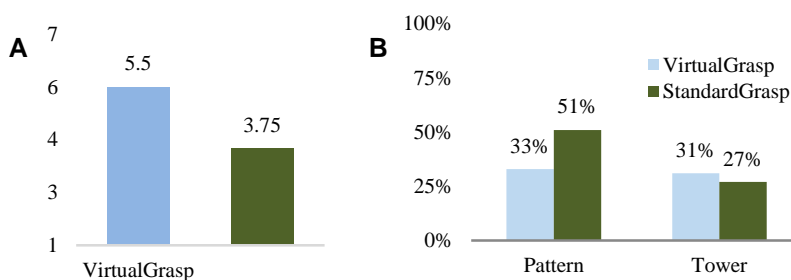 A
7
6
4
3
1
5.5
3.75
VirtualGrasp
B
100%
75%
50%
25%
0%
VirtualGrasp
StandardGrasp
33%
51%
31%
27%
Pattern
Tower